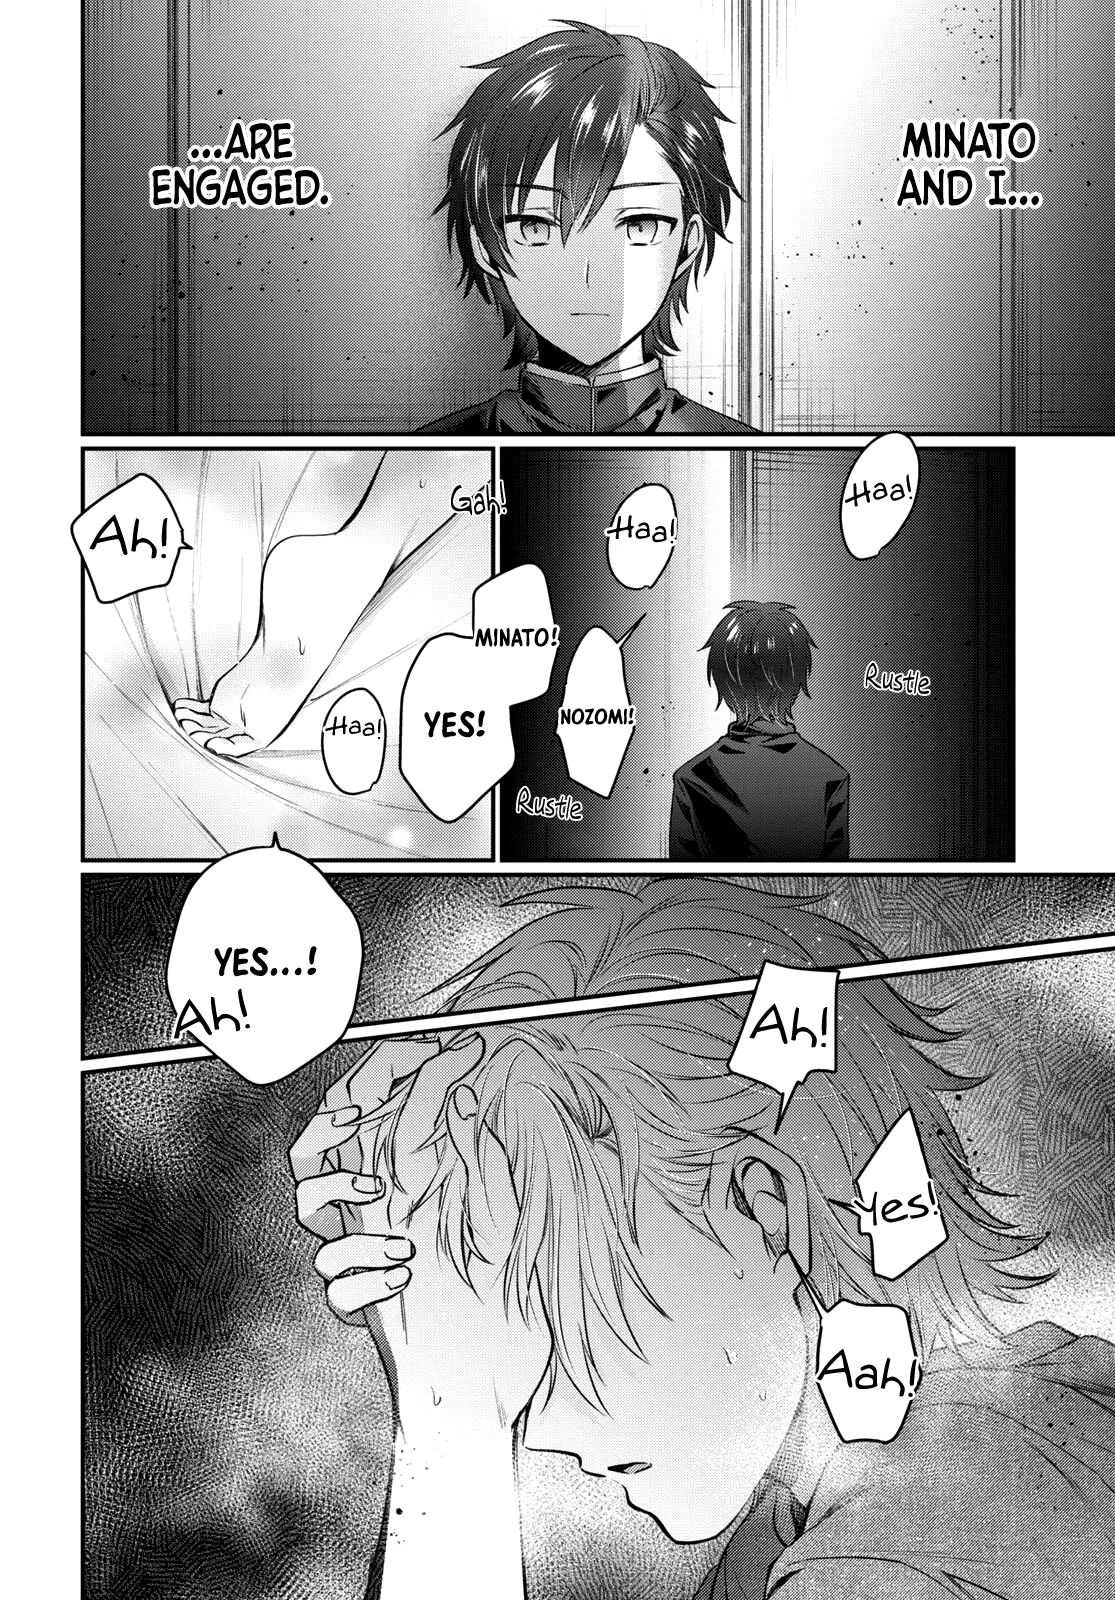 MINATO
AND I...
...ARE
ENGAGED.
Haa!
Haa!
Rustle
NOZOMI!
Rustle
MINATO!
YES!
Gah!
Haa!
Ah!
YES...!
Ah!
Ah!
Yes!
Aah!